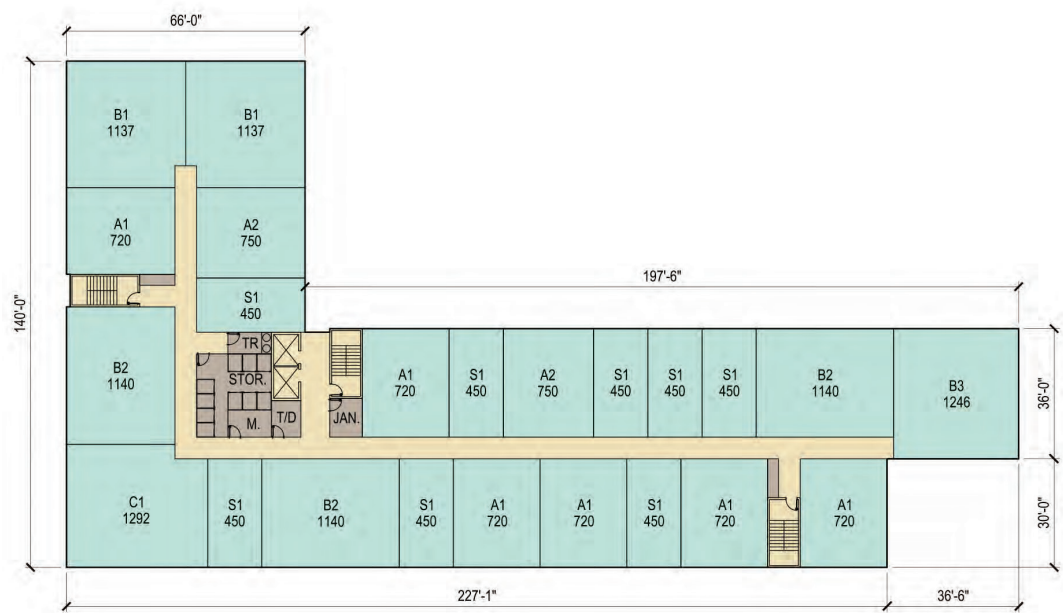 66'-0"
B1
1137
B1
1137
A1
720
A2
750
140'-0"
S1
450
197'-6"
TR
B2
1140
STOR.
M.
T/D
JAN.
A1
720
S1
450
A2
750
S1
450
S1
450
S1
450
B2
1140
B3
1246
36'-0"
C1
1292
S1
450
B2
1140
S1
450
A1
720
A1
720
S1
450
A1
720
A1
720
30'-0"
227'-1"
36'-6"